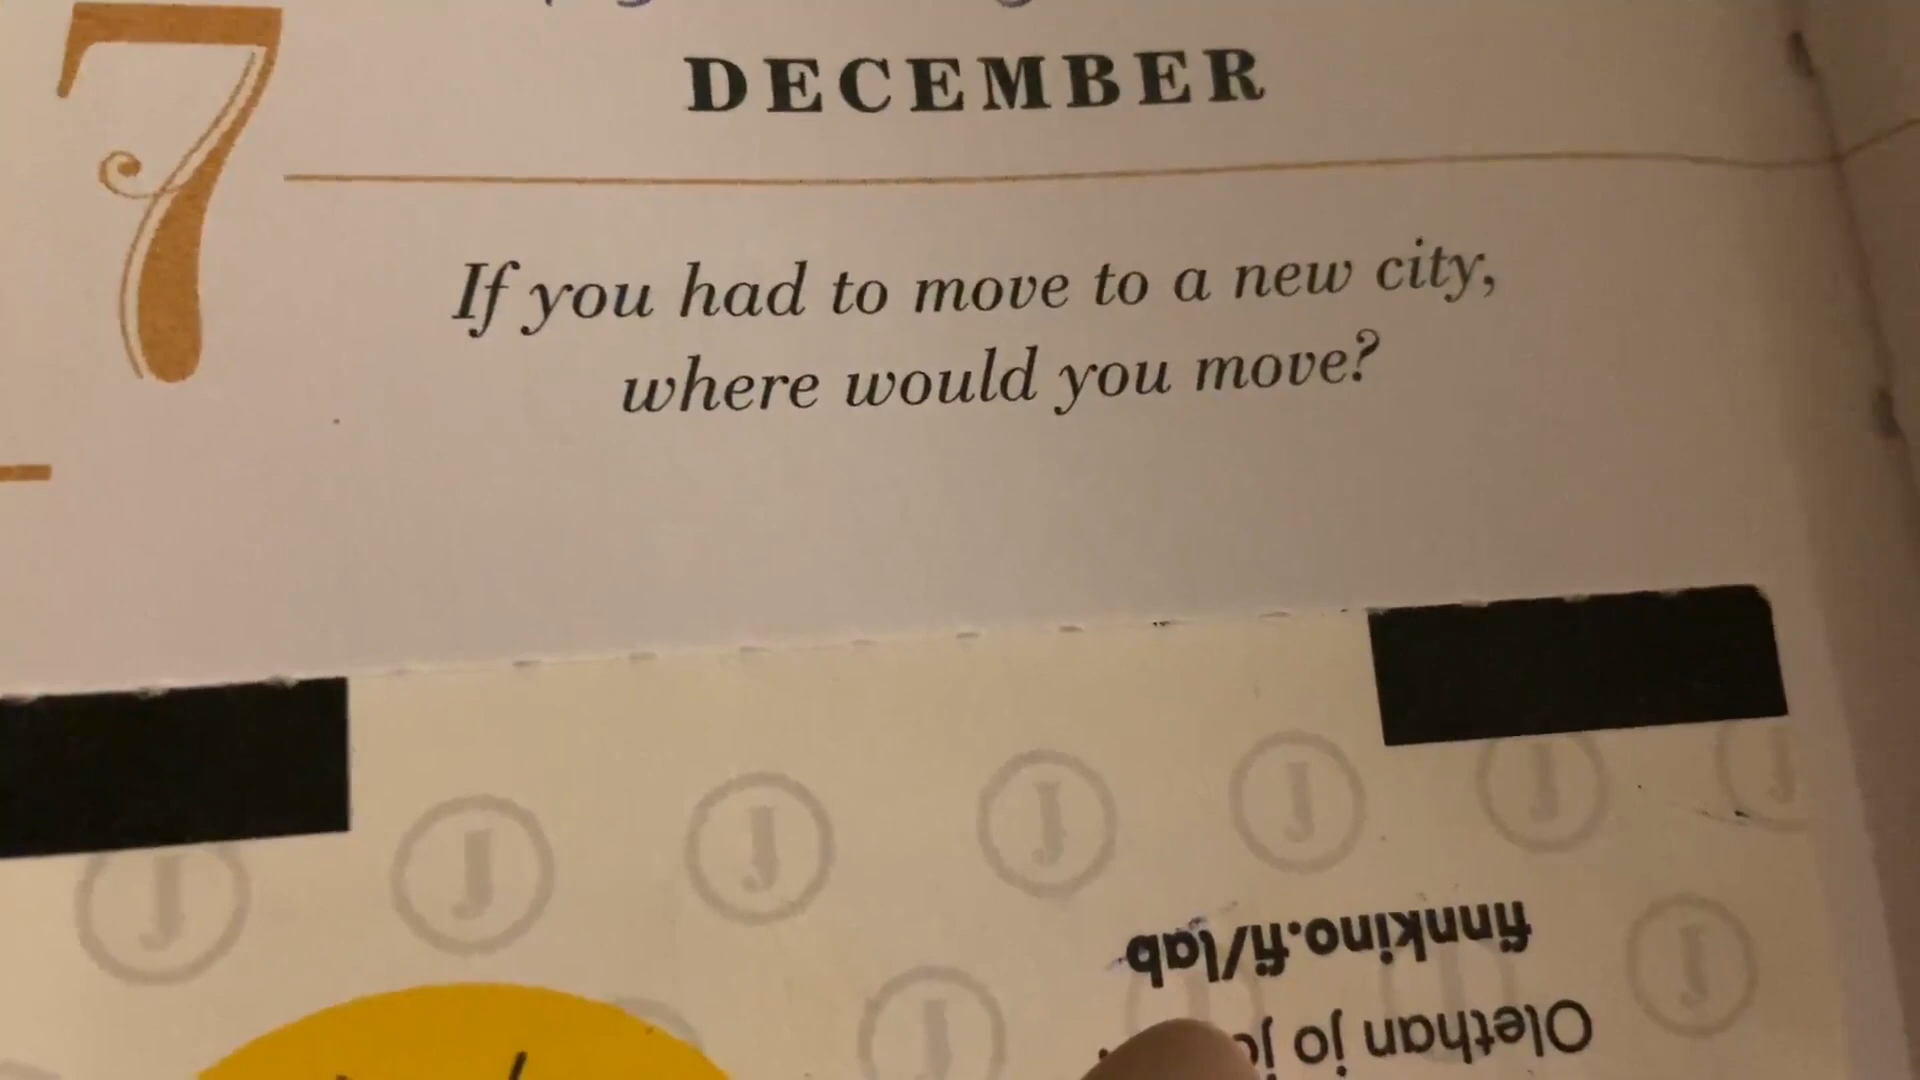 7
DECEMBER
If you had to move to a new city,
where would you move?
J J J J J J
J J
finnkino.fi/lab
Olethan jo